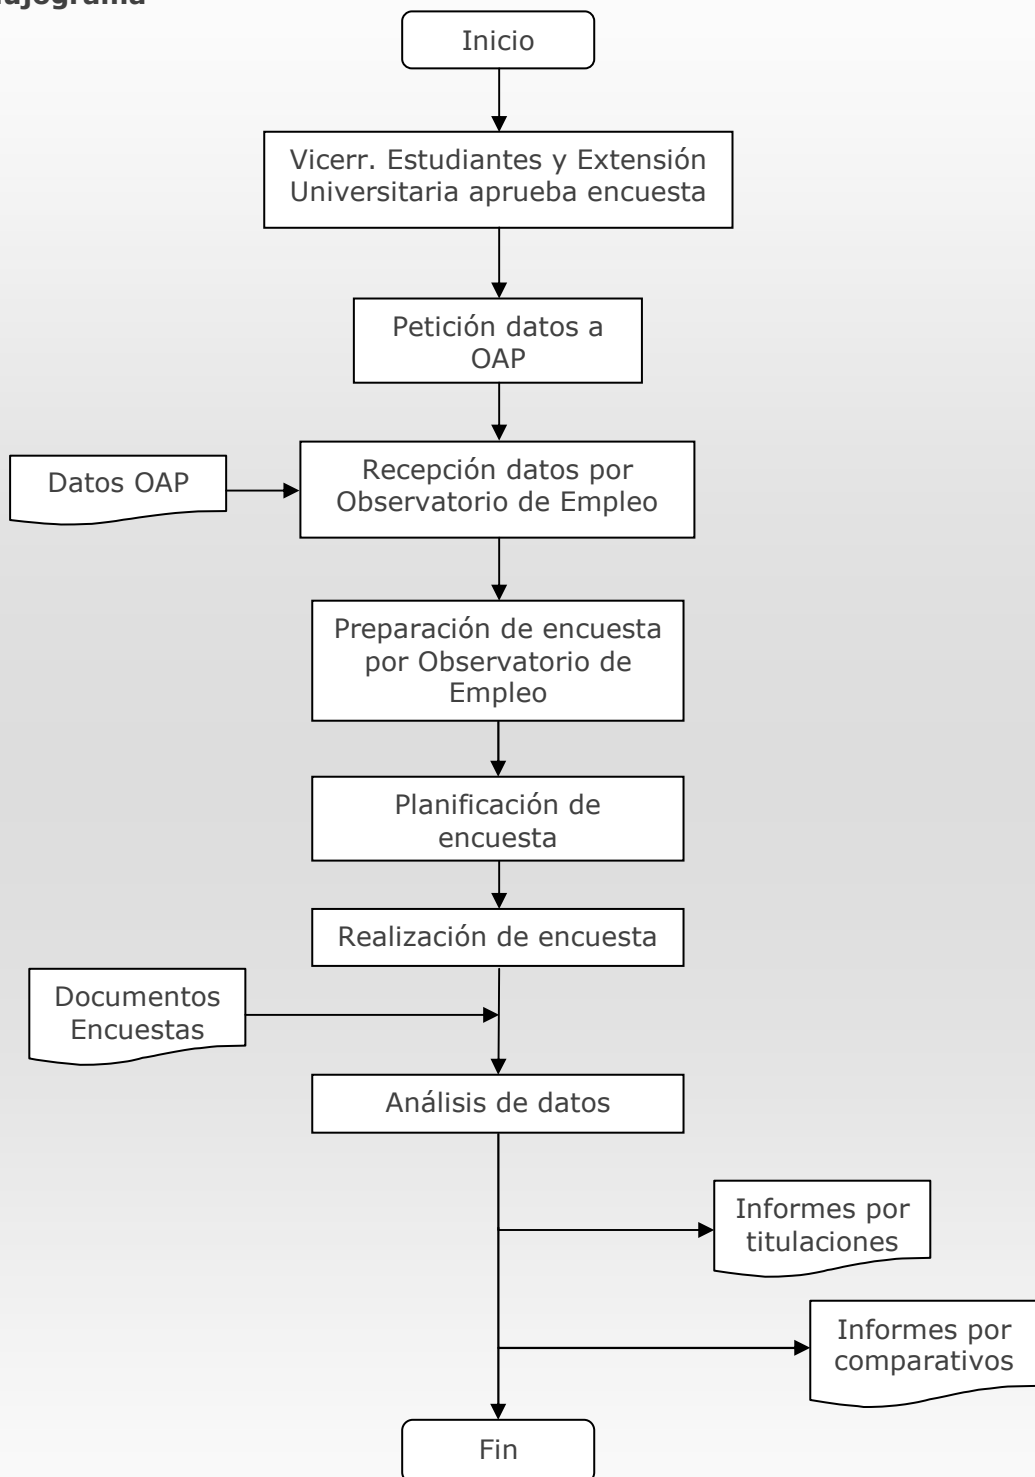 Inicio
Vicerr. Estudiantes y Extensión
Universitaria aprueba encuesta
Petición datos a
OAP
Datos OAP
Recepción datos por
Observatorio de Empleo
Preparación de encuesta
por Observatorio de
Empleo
Planificación de
encuesta
Realización de encuesta
Documentos
Encuestas
Análisis de datos
Informes por
titulaciones
Informes por
comparativos
Fin